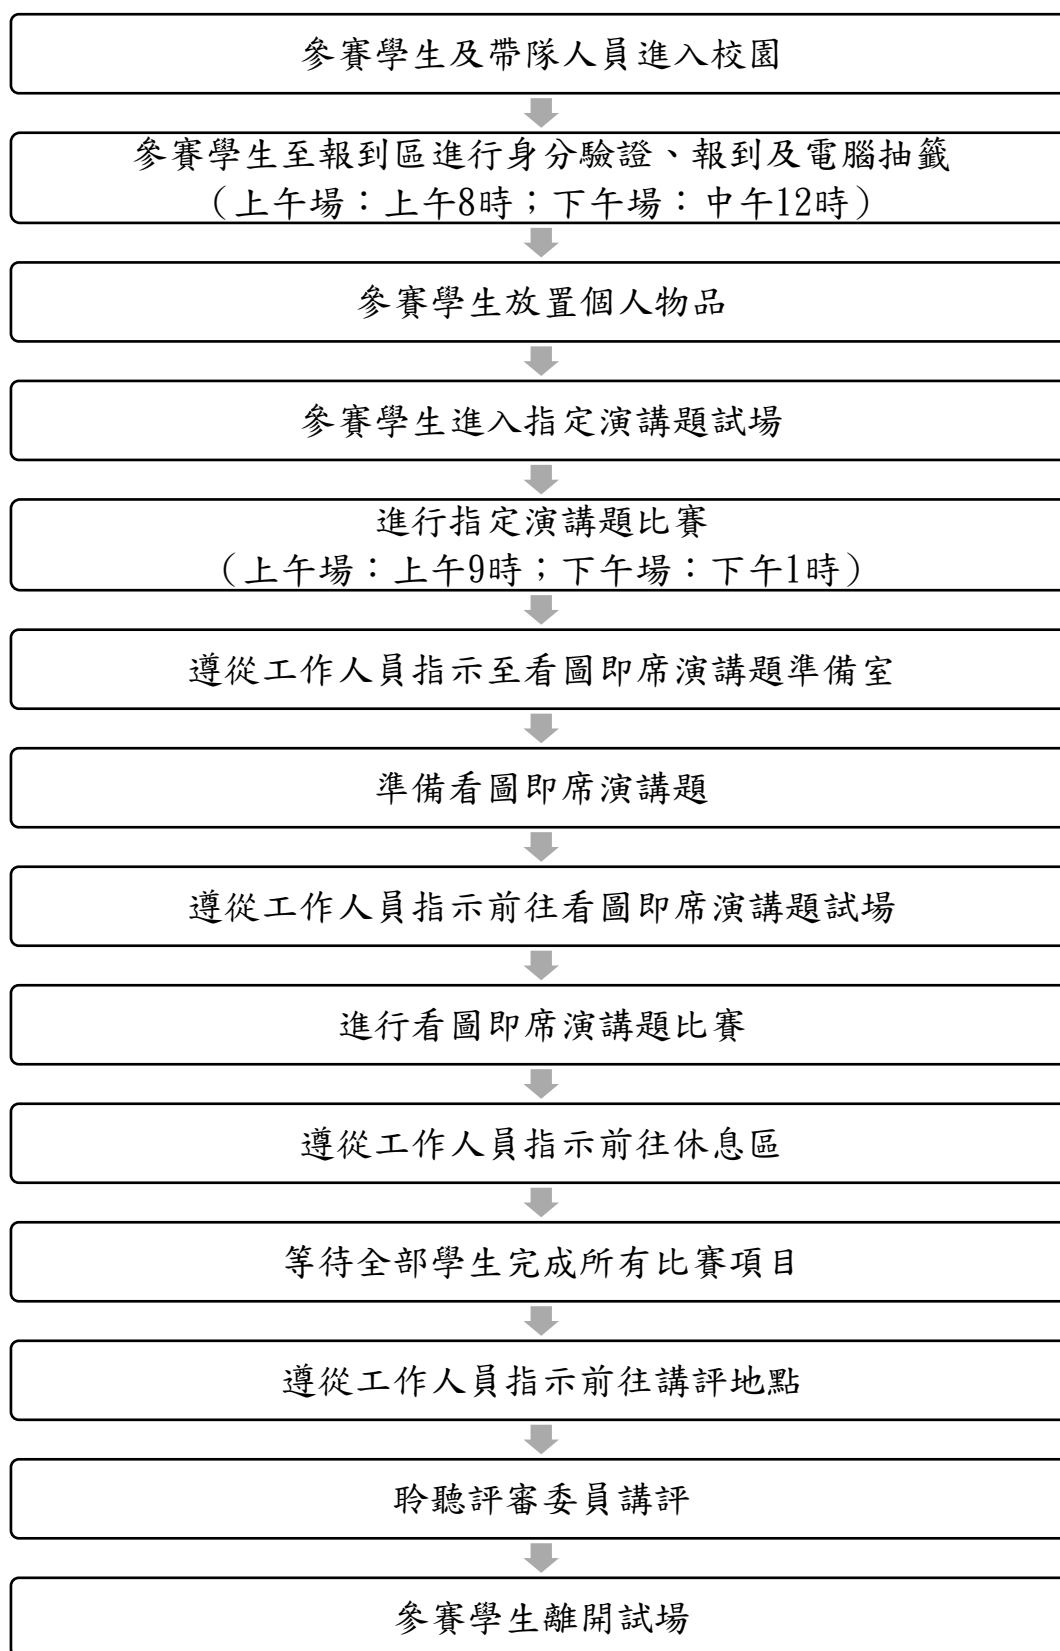 參賽學生及帶隊人員進入校園
參賽學生至報到區進行身分驗證、報到及電腦抽籤
（上午場：上午8時；下午場：中午12時）
參賽學生放置個人物品
參賽學生進入指定演講題試場
進行指定演講題比賽
（上午場：上午9時；下午場：下午1時）
遵從工作人員指示至看圖即席演講題準備室
準備看圖即席演講題
遵從工作人員指示前往看圖即席演講題試場
進行看圖即席演講題比賽
遵從工作人員指示前往休息區
等待全部學生完成所有比賽項目
遵從工作人員指示前往講評地點
聆聽評審委員講評
參賽學生離開試場